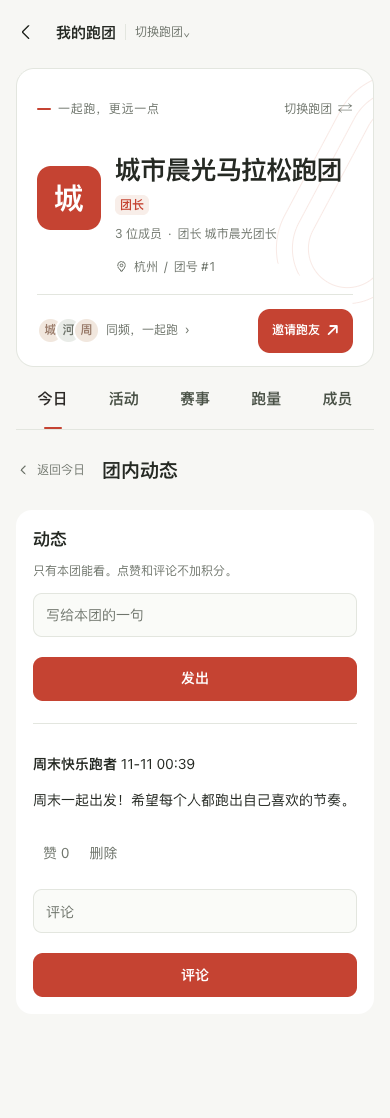 我的跑团 切换跑团
一起跑，更远一点 切换跑团
城 城市晨光马拉松跑团
团长
3 位成员 · 团长 城市晨光团长
杭州 / 团号 #1
城 河 周 同频，一起跑 › 邀请跑友
今日 活动 赛事 跑量 成员
返回今日 团内动态
动态
只有本团能看。点赞和评论不加积分。
写给本团的一句
发出
周末快乐跑者 11-11 00:39
周末一起出发！希望每个人都跑出自己喜欢的节奏。
赞 0 删除
评论
评论